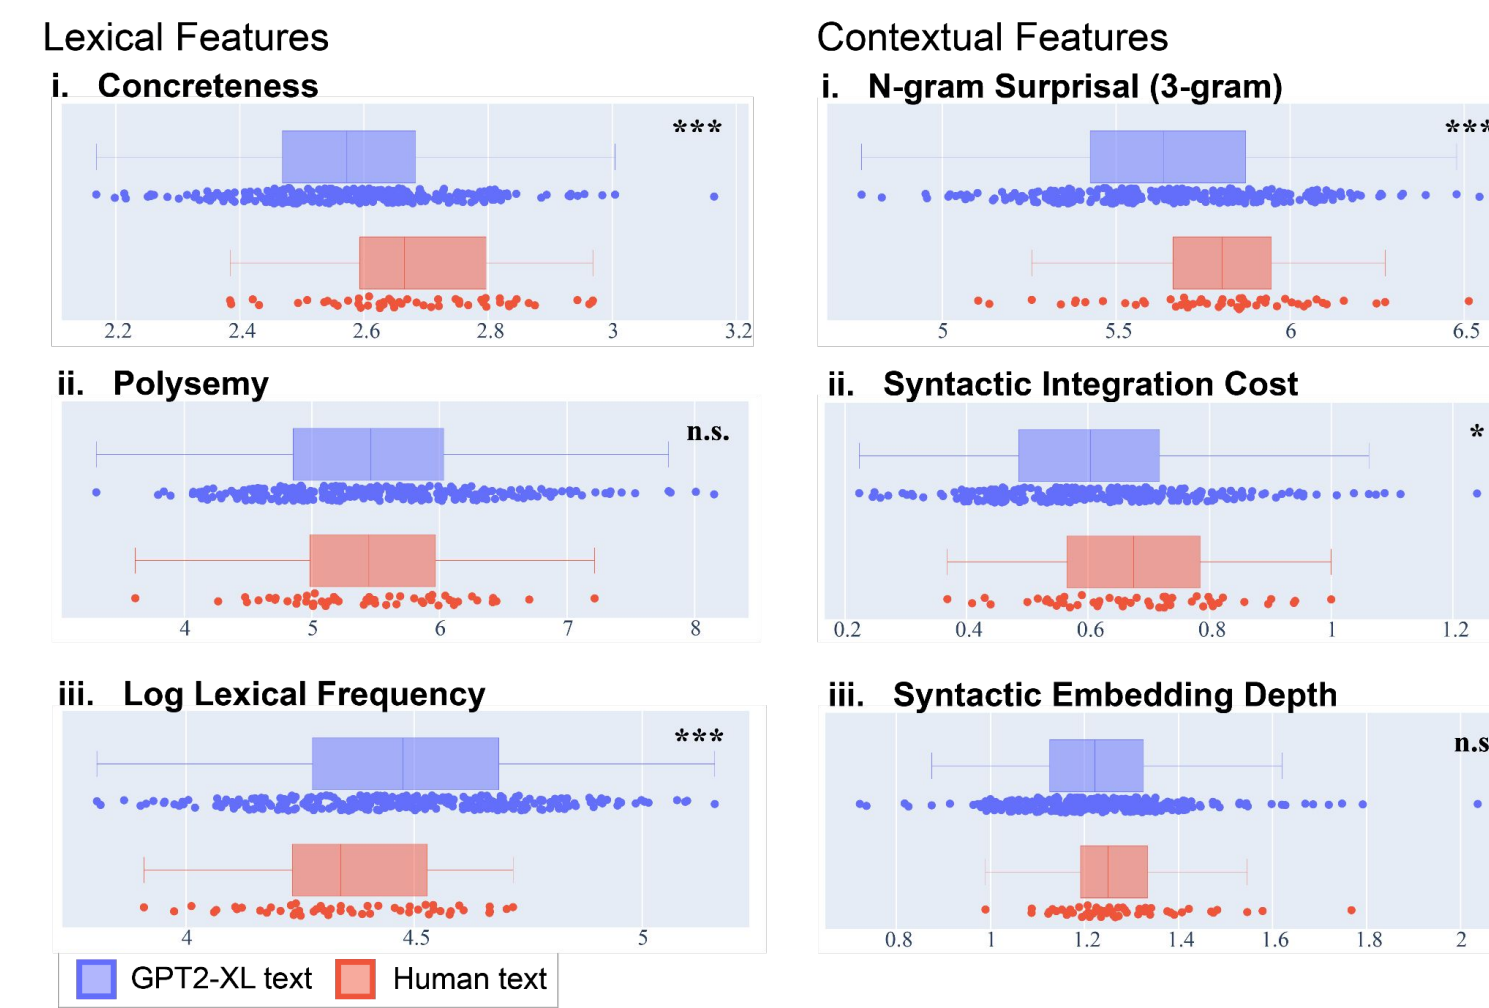 Lexical Features
i. Concreteness
***
2.2 2.4 2.6 2.8 3 3.2
ii. Polysemy
n.s.
4 5 6 7 8
iii. Log Lexical Frequency
***
4 4.5 5
GPT2-XL text Human text
Contextual Features
i. N-gram Surprisal (3-gram)
***
5 5.5 6 6.5
ii. Syntactic Integration Cost
*
0.2 0.4 0.6 0.8 1 1.2
iii. Syntactic Embedding Depth
n.s
0.8 1 1.2 1.4 1.6 1.8 2